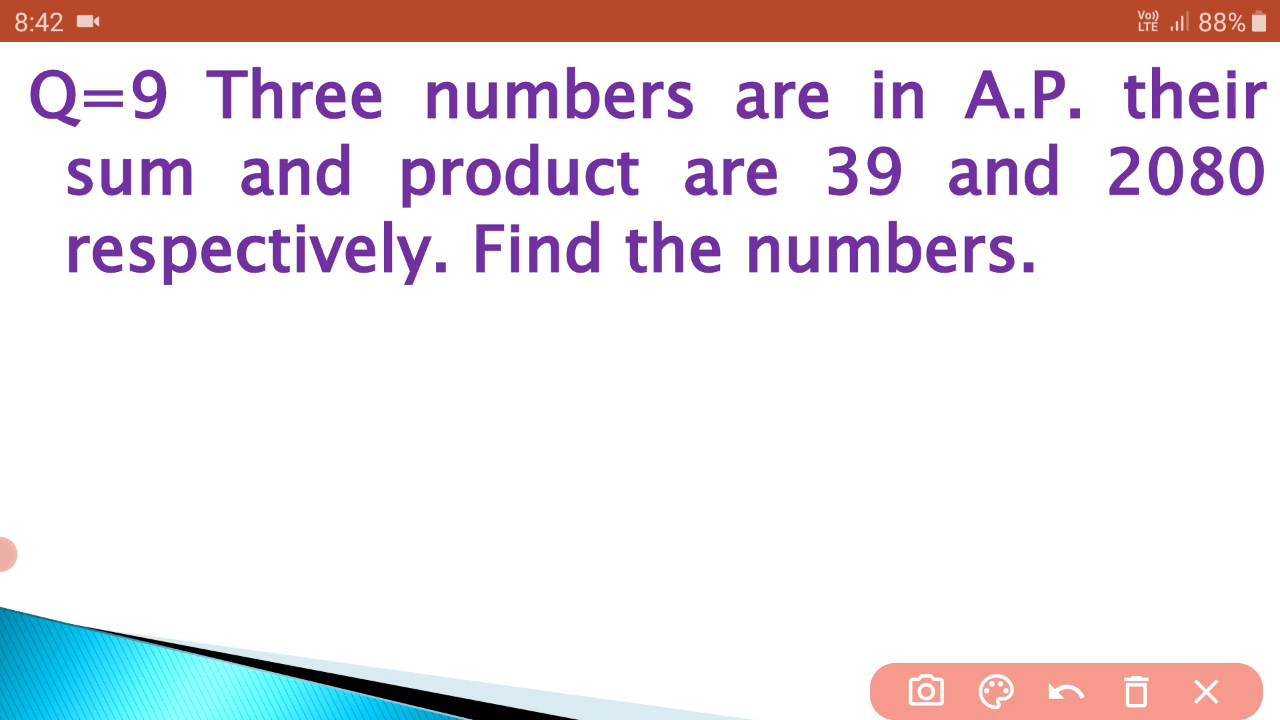 8:42 Vo)) LTE 88%
Q=9 Three numbers are in A.P. their
sum and product are 39 and 2080
respectively. Find the numbers.